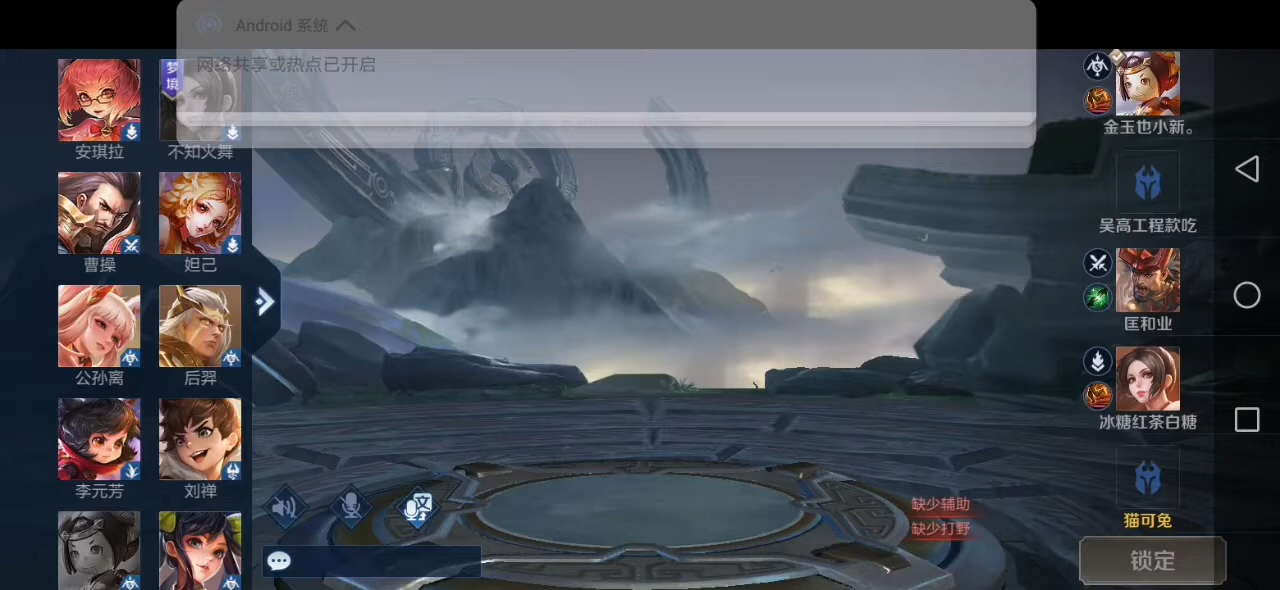 Android 系统
网络共享或热点已开启
梦境
安琪拉
不知火舞
曹操
妲己
公孙离
后羿
李元芳
刘禅
金玉也小新。
吴高工程款吃
匡和业
冰糖红茶白糖
猫可兔
缺少辅助
缺少打野
文
锁定